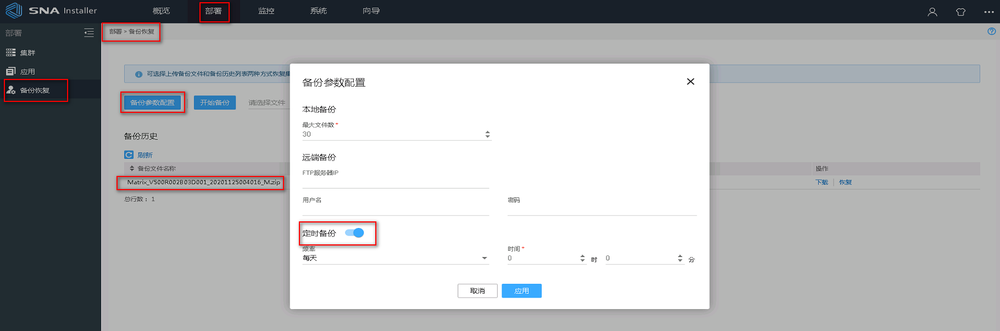 SNA Installer 概览 部署 监控 系统 向导
部署
部署 > 备份恢复
集群
应用
备份恢复
可选择上传备份文件和备份历史列表两种方式恢复集
备份参数配置 开始备份 请选择文件
备份历史
刷新
备份文件名称 操作
Matrix_V500R002B03D001_20201125004016_M.zip 下载 恢复
总行数： 1
备份参数配置
本地备份
最大文件数 *
30
远端备份
FTP服务器IP
用户名 密码
定时备份
频率 时间 *
每天 0 时 0 分
取消 应用